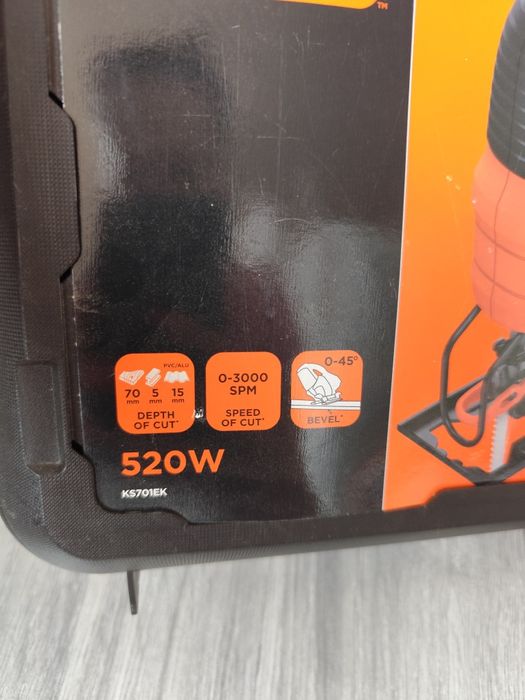 ™
PVC/ALU
70 5 15
mm mm mm
DEPTH
OF CUT*
0-3000
SPM
SPEED
OF CUT*
0-45°
BEVEL*
520W
KS701EK